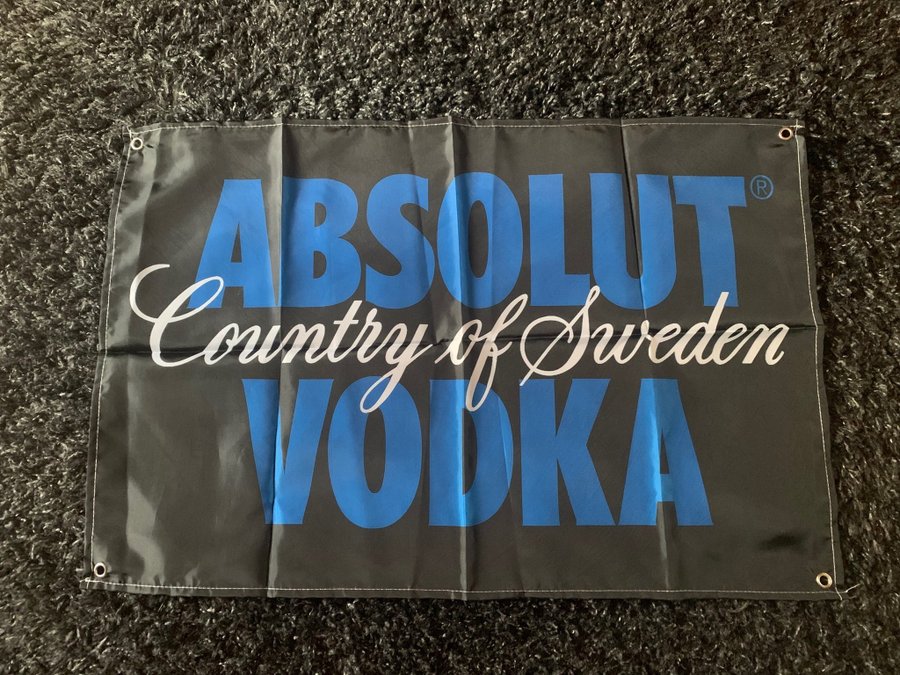 ABSOLUT®
Country of Sweden
VODKA